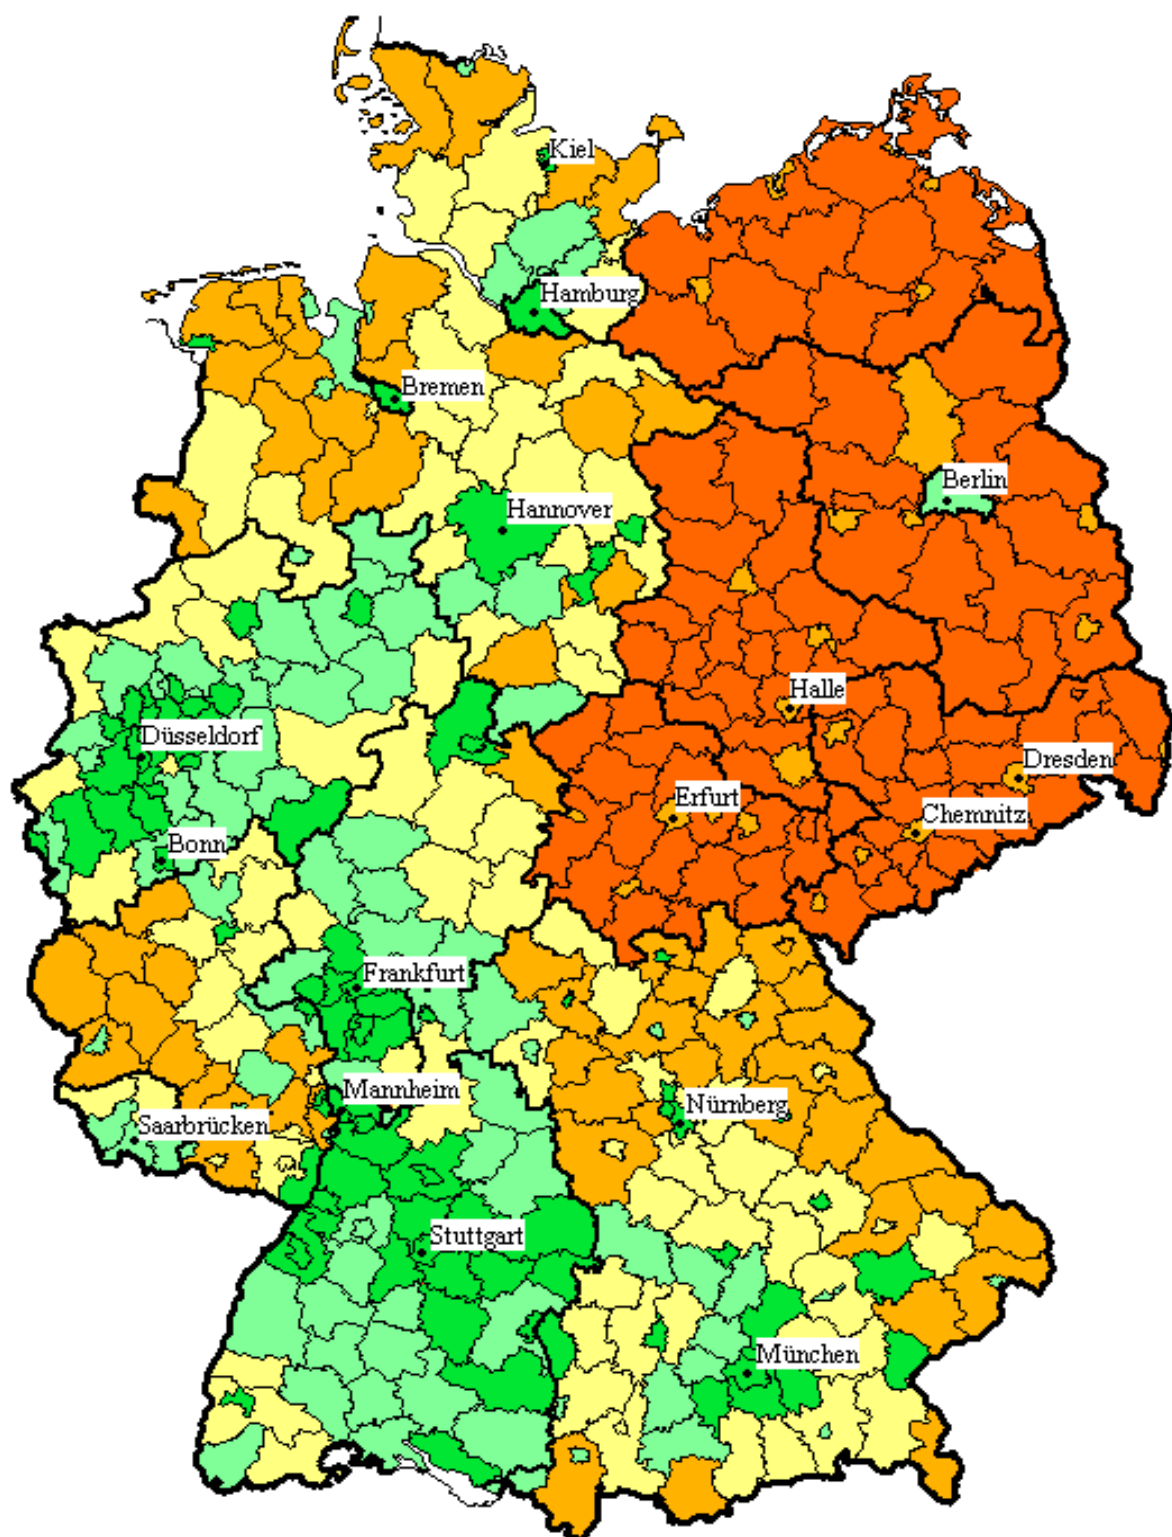 Kiel
Hamburg
Bremen
Berlin
Hannover
Halle
Düsseldorf
Dresden
Erfurt
Chemnitz
Bonn
Frankfurt
Mannheim
Nürnberg
Saarbrücken
Stuttgart
München